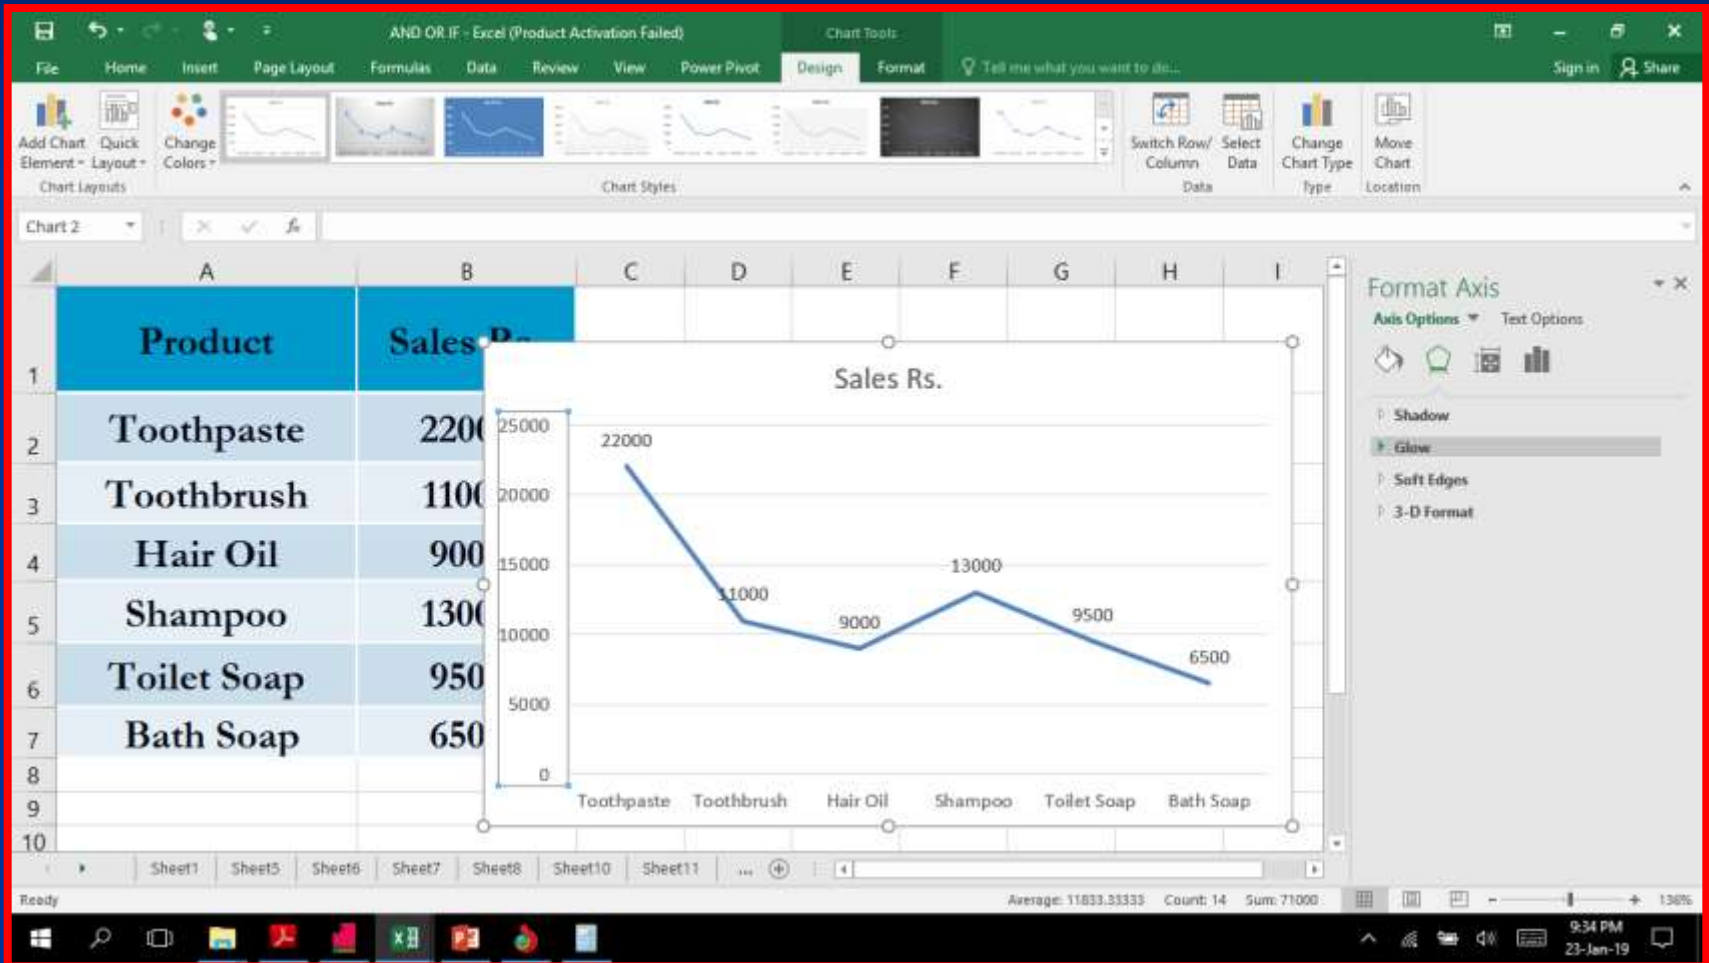 AND OR IF - Excel (Product Activation Failed)
Chart Tools
File Home Insert Page Layout Formulas Data Review View Power Pivot Design Format Tell me what you want to do... Sign in Share
Add Chart Element Quick Layout Change Colors Switch Row/ Column Select Data Change Chart Type Move Chart
Chart Layouts Chart Styles Data Type Location
Chart 2 fx
A B C D E F G H I
1 Product Sales Rs.
2 Toothpaste 2200
3 Toothbrush 1100
4 Hair Oil 900
5 Shampoo 1300
6 Toilet Soap 950
7 Bath Soap 650
8
9
10
Sales Rs.
25000
20000
15000
10000
5000
0
22000
11000
9000
13000
9500
6500
Toothpaste Toothbrush Hair Oil Shampoo Toilet Soap Bath Soap
Format Axis
Axis Options Text Options
Shadow
Glow
Soft Edges
3-D Format
Sheet1 Sheet5 Sheet6 Sheet7 Sheet8 Sheet10 Sheet11 ...
Ready Average: 11833.33333 Count: 14 Sum: 71000 136%
9:34 PM
23-Jan-19